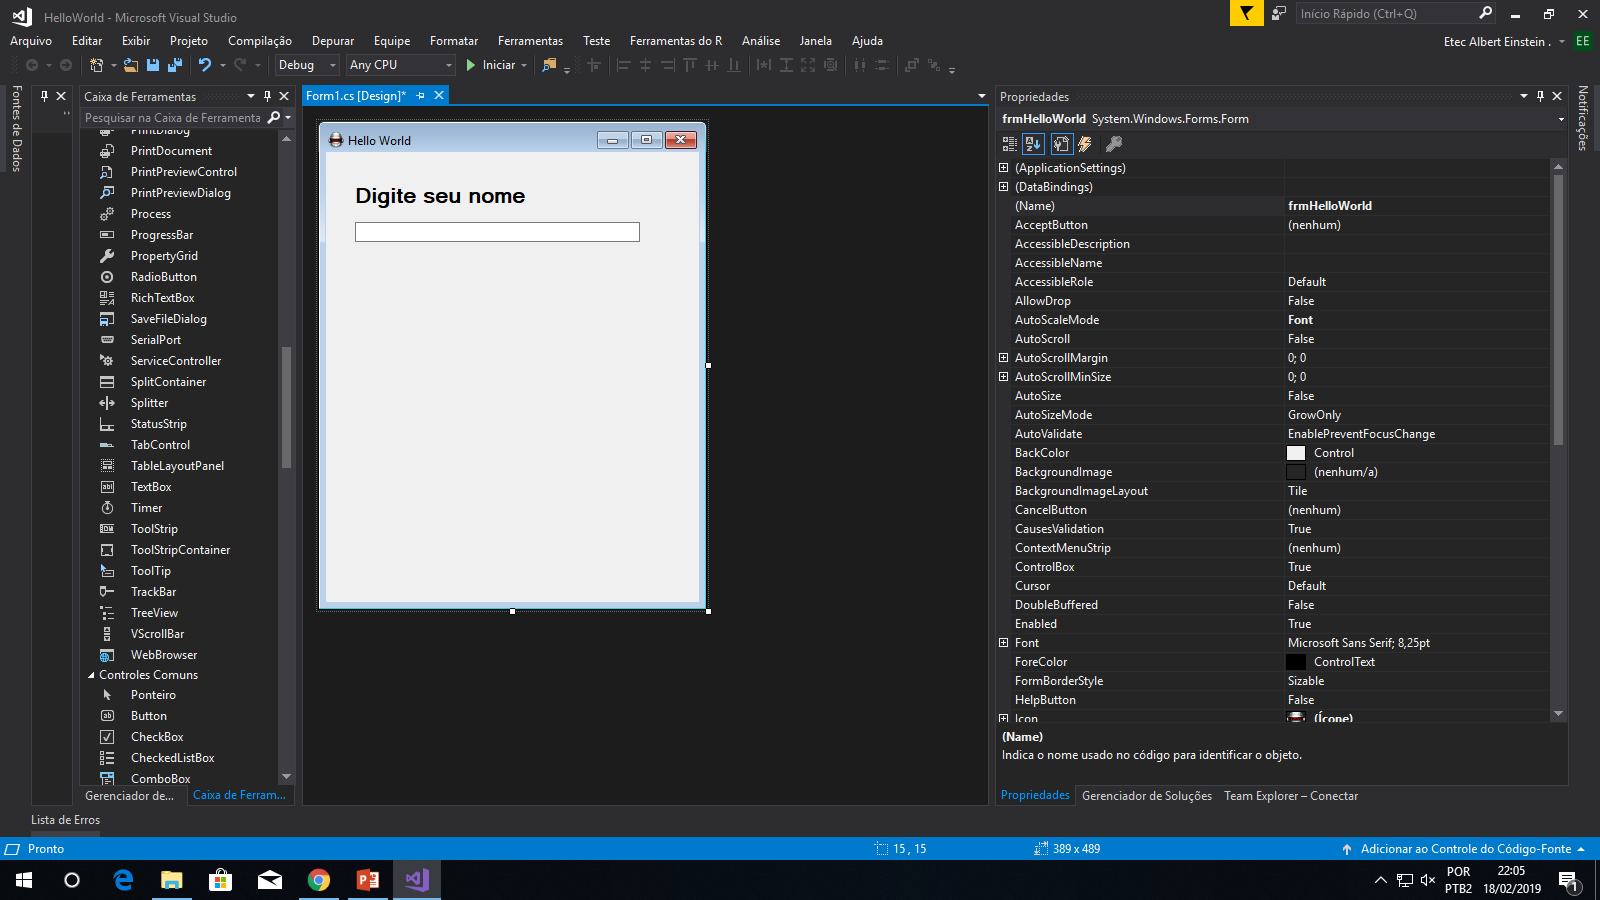 HelloWorld - Microsoft Visual Studio
Início Rápido (Ctrl+Q)
Arquivo Editar Exibir Projeto Compilação Depurar Equipe Formatar Ferramentas Teste Ferramentas do R Análise Janela Ajuda
Etec Albert Einstein . EE
Debug Any CPU Iniciar
Fontes de Dados
Caixa de Ferramentas
Pesquisar na Caixa de Ferramenta
PrintDialog
PrintDocument
PrintPreviewControl
PrintPreviewDialog
Process
ProgressBar
PropertyGrid
RadioButton
RichTextBox
SaveFileDialog
SerialPort
ServiceController
SplitContainer
Splitter
StatusStrip
TabControl
TableLayoutPanel
TextBox
Timer
ToolStrip
ToolStripContainer
ToolTip
TrackBar
TreeView
VScrollBar
WebBrowser
Controles Comuns
Ponteiro
Button
CheckBox
CheckedListBox
ComboBox
Gerenciador de... Caixa de Ferram...
Form1.cs [Design]*
Hello World
Digite seu nome
Propriedades
frmHelloWorld System.Windows.Forms.Form
(ApplicationSettings)
(DataBindings)
(Name) frmHelloWorld
AcceptButton (nenhum)
AccessibleDescription
AccessibleName
AccessibleRole Default
AllowDrop False
AutoScaleMode Font
AutoScroll False
AutoScrollMargin 0; 0
AutoScrollMinSize 0; 0
AutoSize False
AutoSizeMode GrowOnly
AutoValidate EnablePreventFocusChange
BackColor Control
BackgroundImage (nenhum/a)
BackgroundImageLayout Tile
CancelButton (nenhum)
CausesValidation True
ContextMenuStrip (nenhum)
ControlBox True
Cursor Default
DoubleBuffered False
Enabled True
Font Microsoft Sans Serif; 8,25pt
ForeColor ControlText
FormBorderStyle Sizable
HelpButton False
Icon (Ícone)
(Name)
Indica o nome usado no código para identificar o objeto.
Propriedades Gerenciador de Soluções Team Explorer – Conectar
Notificações
Lista de Erros
Pronto 15 , 15 389 x 489 Adicionar ao Controle do Código-Fonte
POR 22:05
PTB2 18/02/2019 1